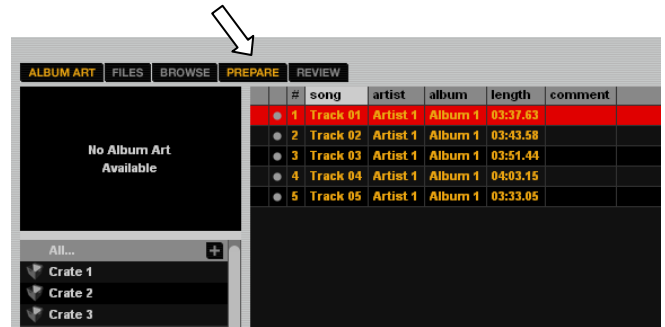 ALBUM ART FILES BROWSE PREPARE REVIEW
# song artist album length comment
1 Track 01 Artist 1 Album 1 03:37.63
2 Track 02 Artist 1 Album 1 03:43.58
3 Track 03 Artist 1 Album 1 03:51.44
4 Track 04 Artist 1 Album 1 04:03.15
5 Track 05 Artist 1 Album 1 03:33.05
No Album Art
Available
All... +
Crate 1
Crate 2
Crate 3